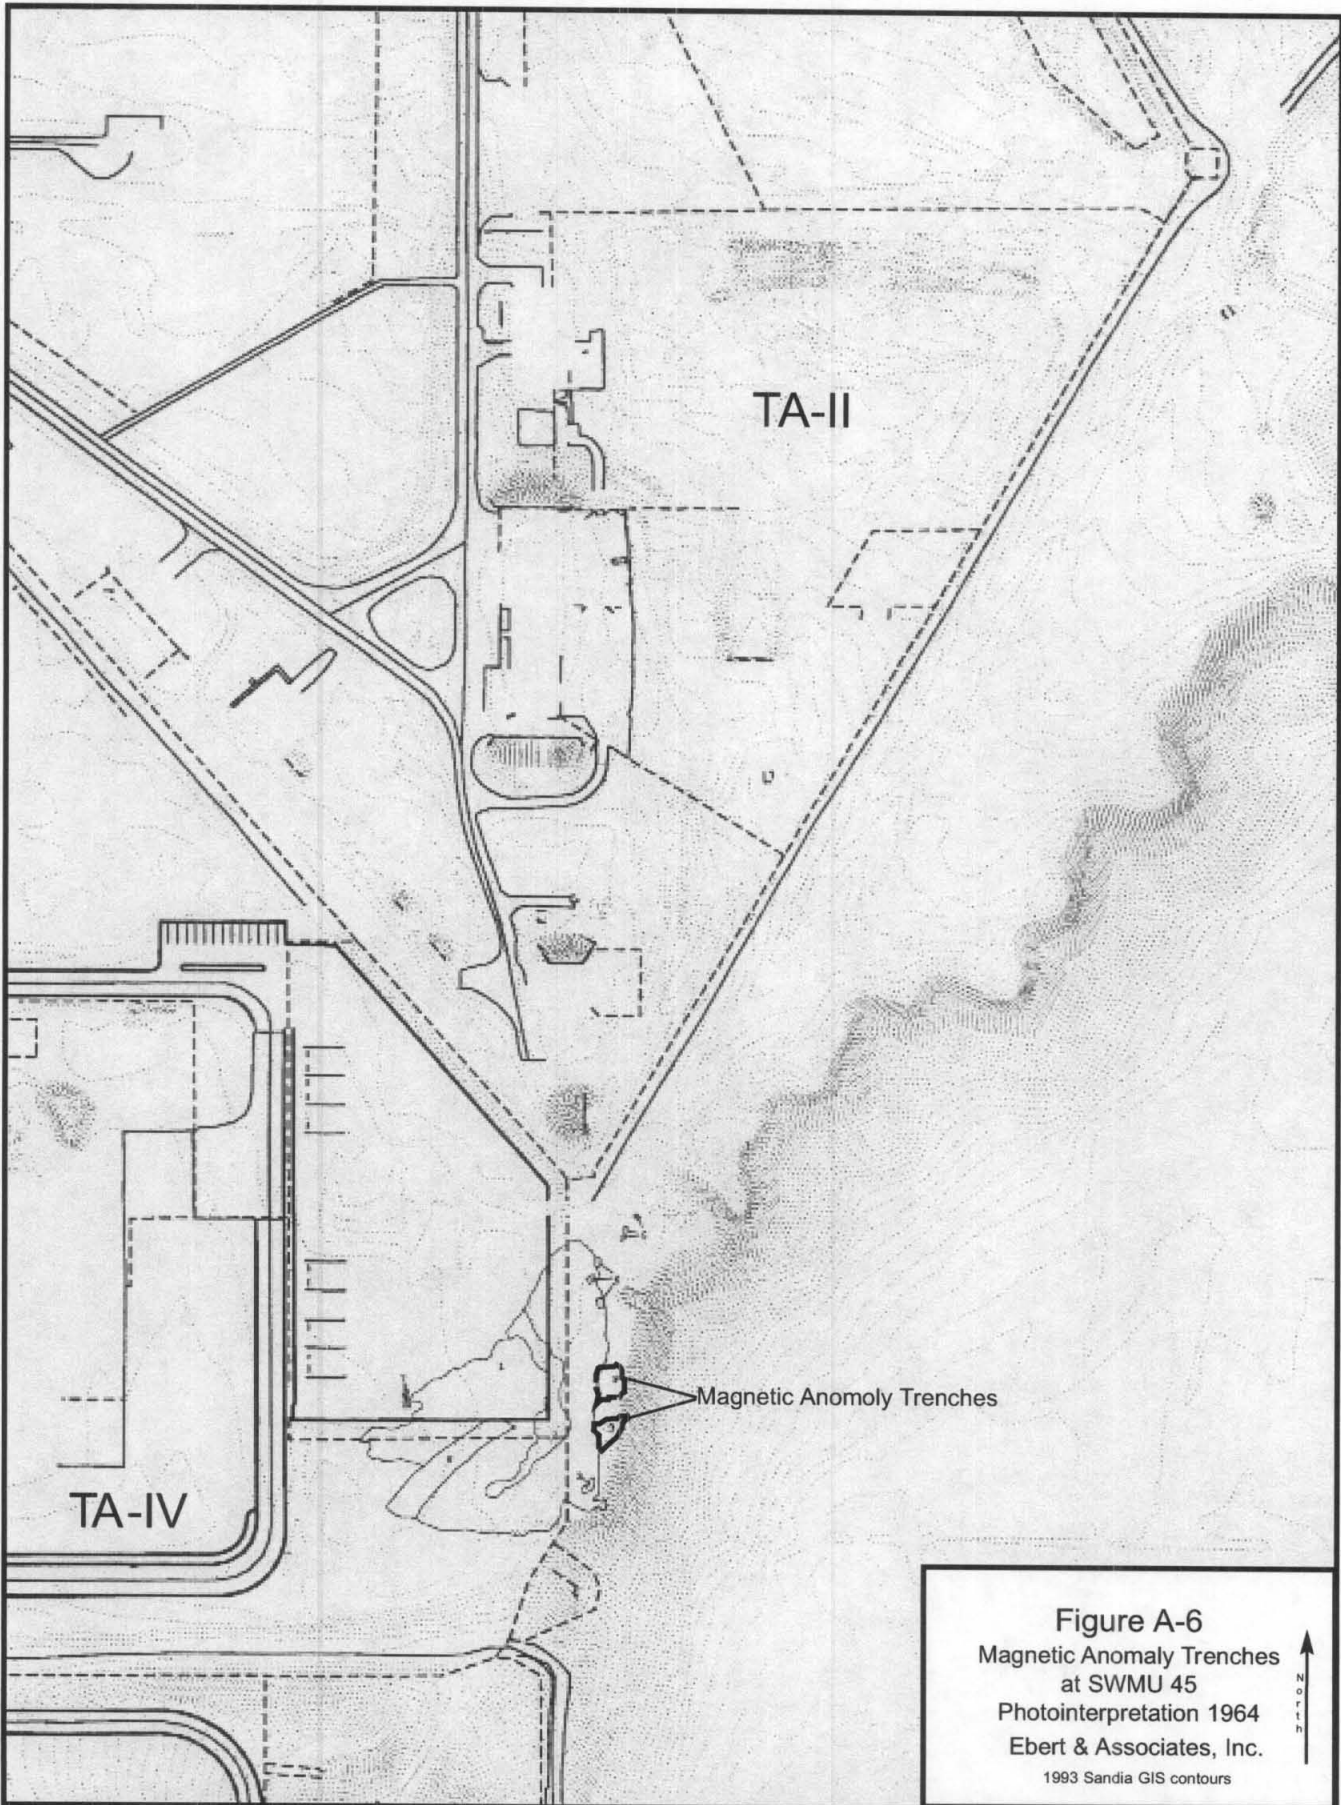 TA-II
Magnetic Anomoly Trenches
TA-IV
Figure A-6
Magnetic Anomaly Trenches
at SWMU 45
Photointerpretation 1964
Ebert & Associates, Inc.
1993 Sandia GIS contours
North